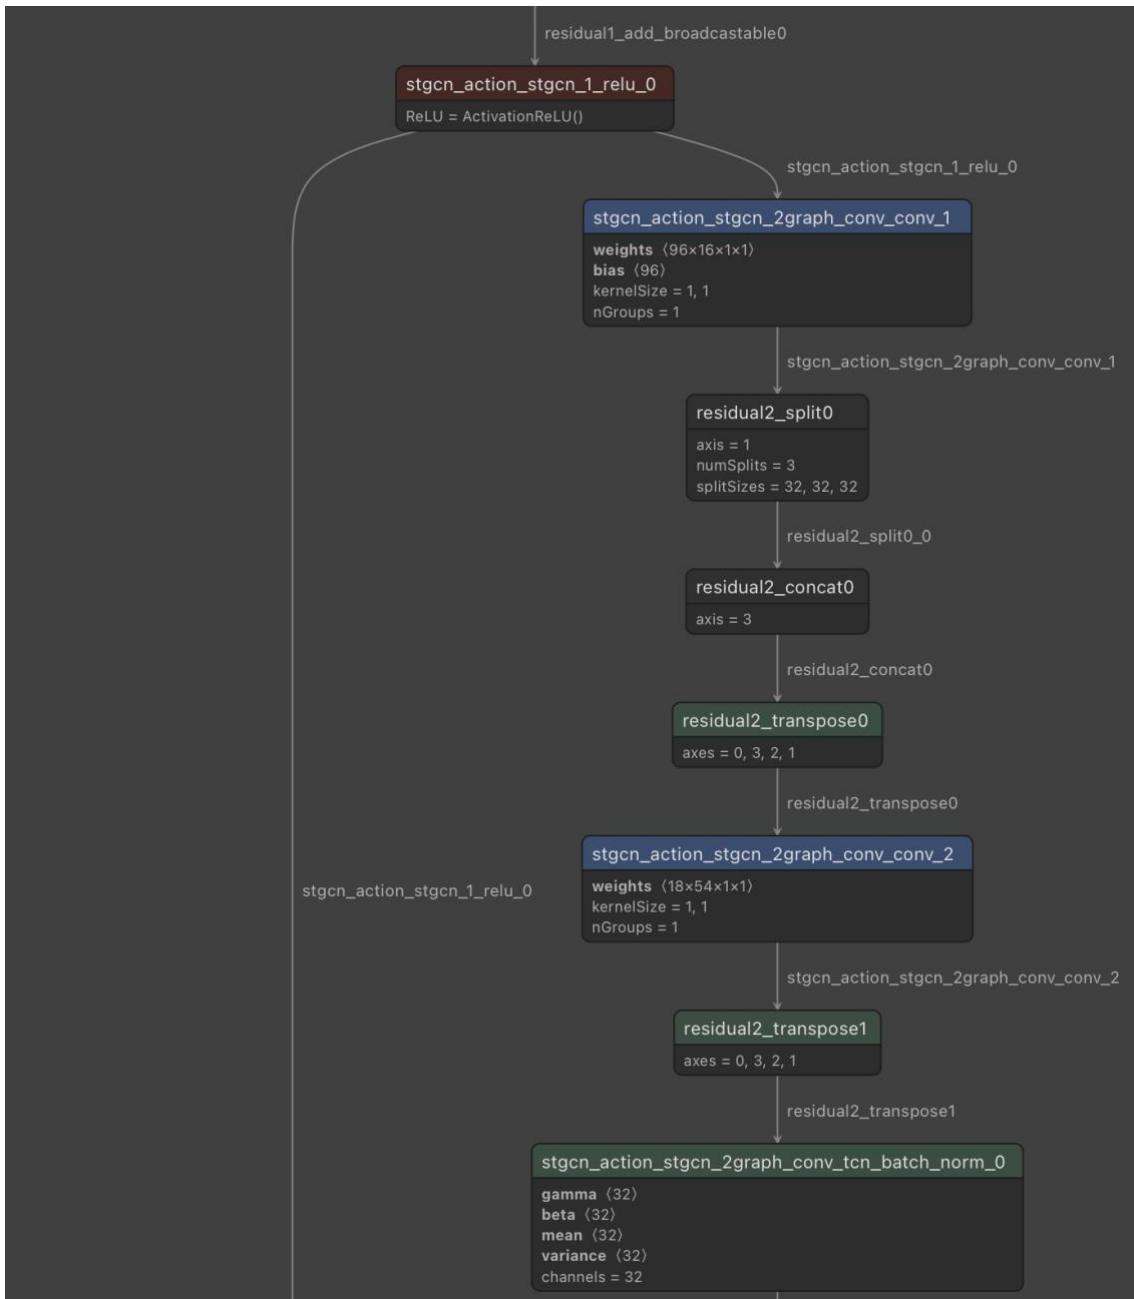 residual1_add_broadcastable0
stgcn_action_stgcn_1_relu_0
ReLU = ActivationReLU()
stgcn_action_stgcn_1_relu_0
stgcn_action_stgcn_2graph_conv_conv_1
weights ⟨96×16×1×1⟩
bias ⟨96⟩
kernelSize = 1, 1
nGroups = 1
stgcn_action_stgcn_2graph_conv_conv_1
residual2_split0
axis = 1
numSplits = 3
splitSizes = 32, 32, 32
residual2_split0_0
residual2_concat0
axis = 3
residual2_concat0
residual2_transpose0
axes = 0, 3, 2, 1
residual2_transpose0
stgcn_action_stgcn_2graph_conv_conv_2
weights ⟨18×54×1×1⟩
stgcn_action_stgcn_1_relu_0
kernelSize = 1, 1
nGroups = 1
stgcn_action_stgcn_2graph_conv_conv_2
residual2_transpose1
axes = 0, 3, 2, 1
residual2_transpose1
stgcn_action_stgcn_2graph_conv_tcn_batch_norm_0
gamma ⟨32⟩
beta ⟨32⟩
mean ⟨32⟩
variance ⟨32⟩
channels = 32